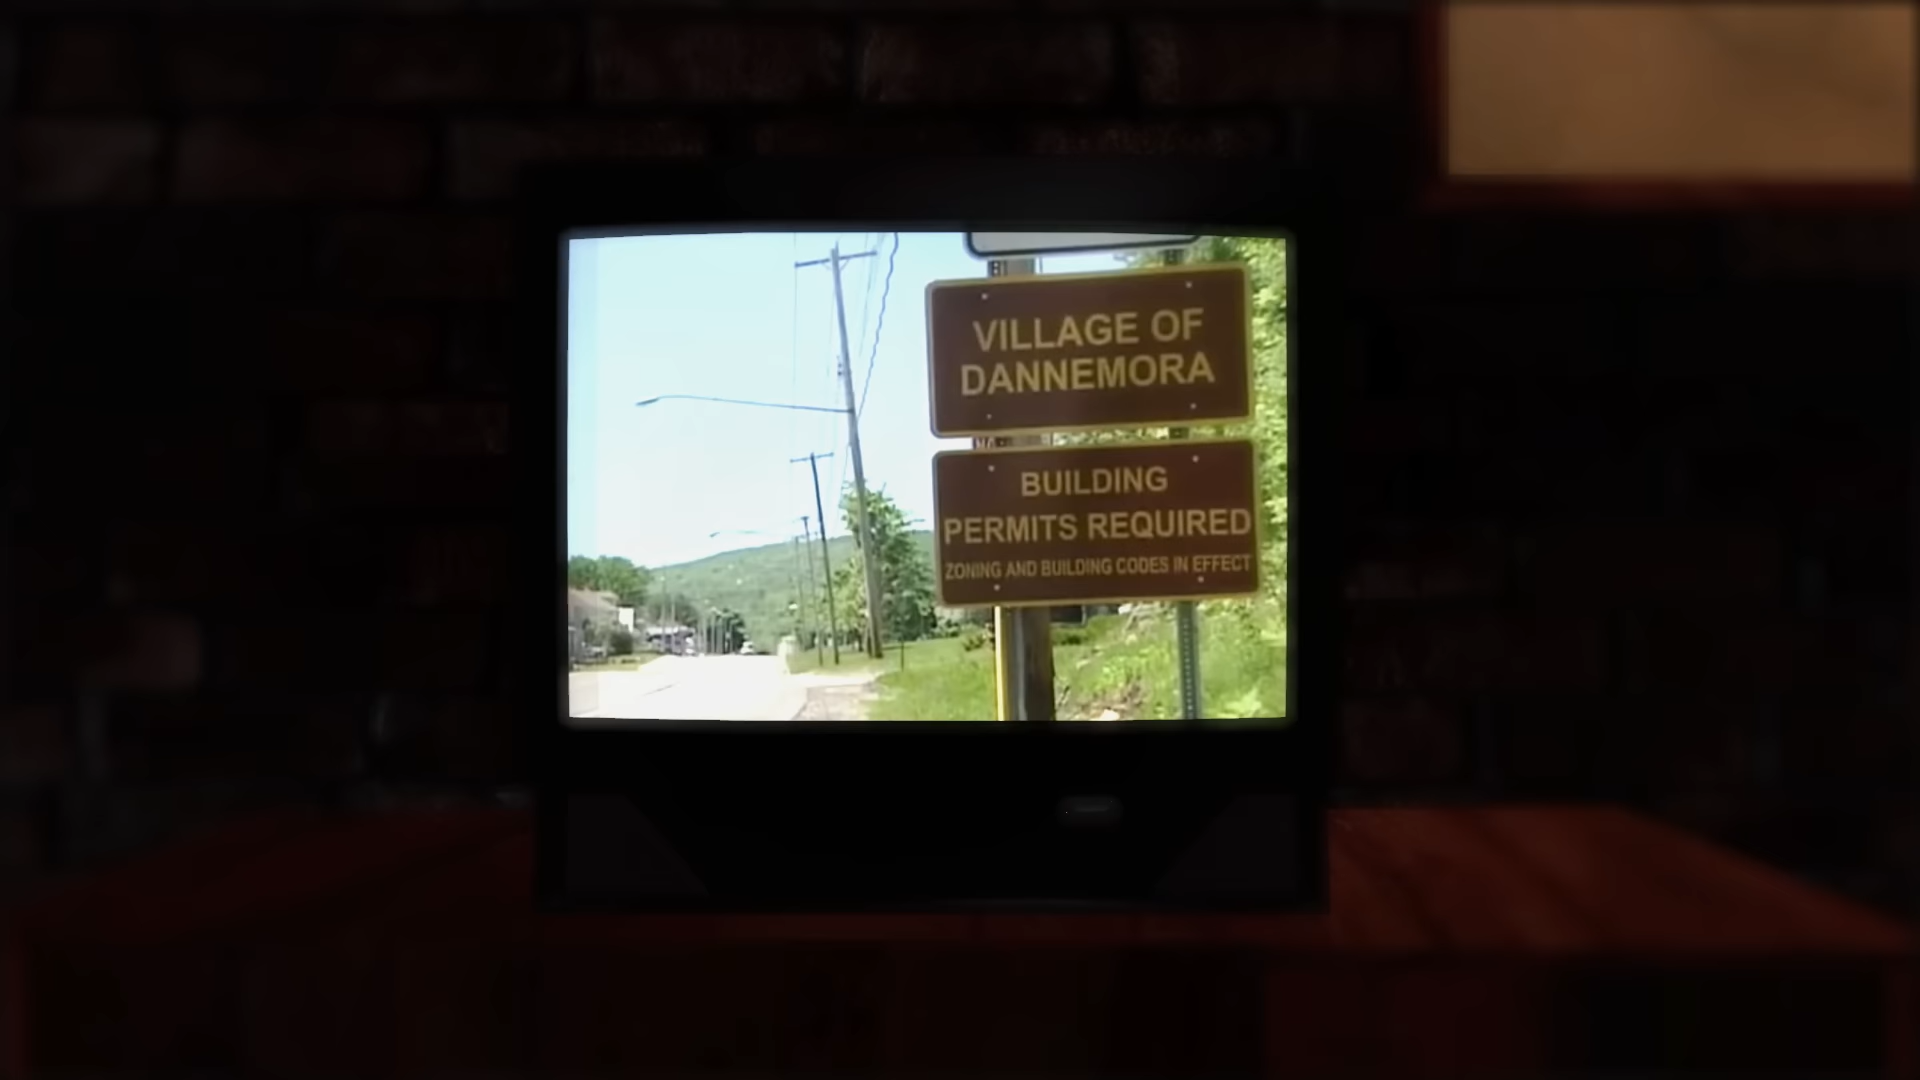 VILLAGE OF
DANNEMORA
BUILDING
PERMITS REQUIRED
ZONING AND BUILDING CODES IN EFFECT